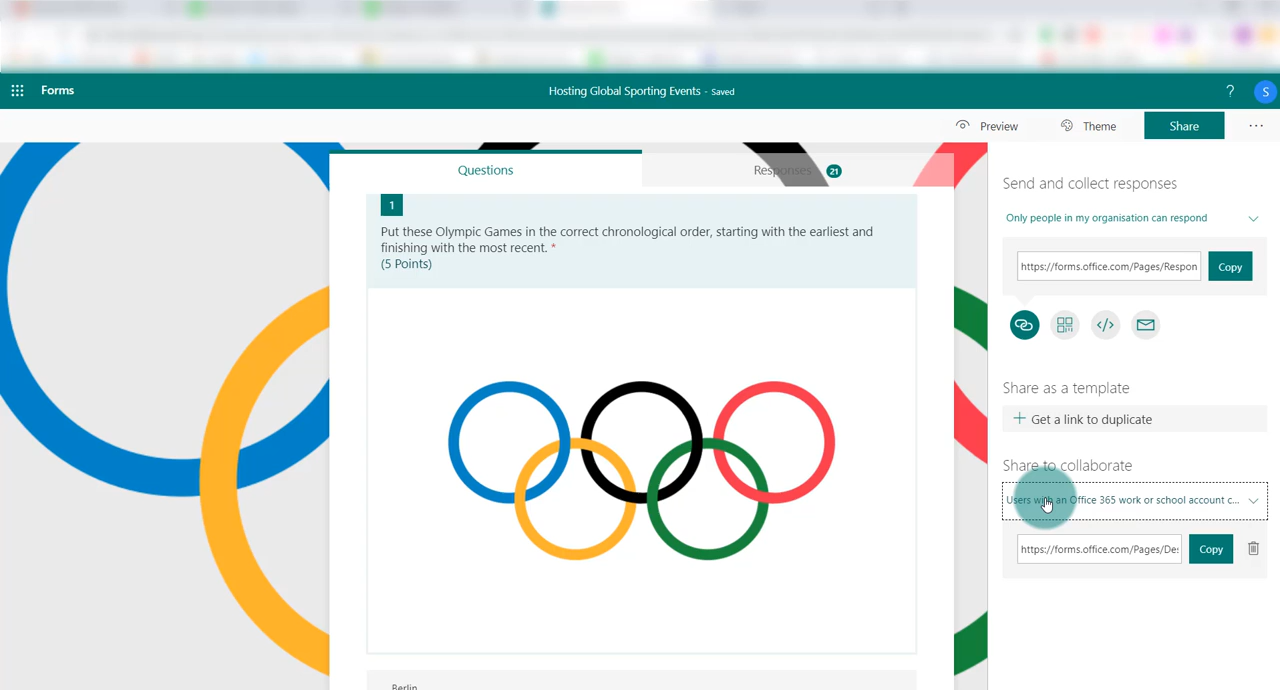 Forms
Hosting Global Sporting Events - Saved
?
S
Preview
Theme
Share
...
Questions
Responses 21
1
Put these Olympic Games in the correct chronological order, starting with the earliest and
finishing with the most recent. *
(5 Points)
Berlin
Send and collect responses
Only people in my organisation can respond
https://forms.office.com/Pages/Respon
Copy
</>
Share as a template
+ Get a link to duplicate
Share to collaborate
Users with an Office 365 work or school account c...
https://forms.office.com/Pages/De
Copy